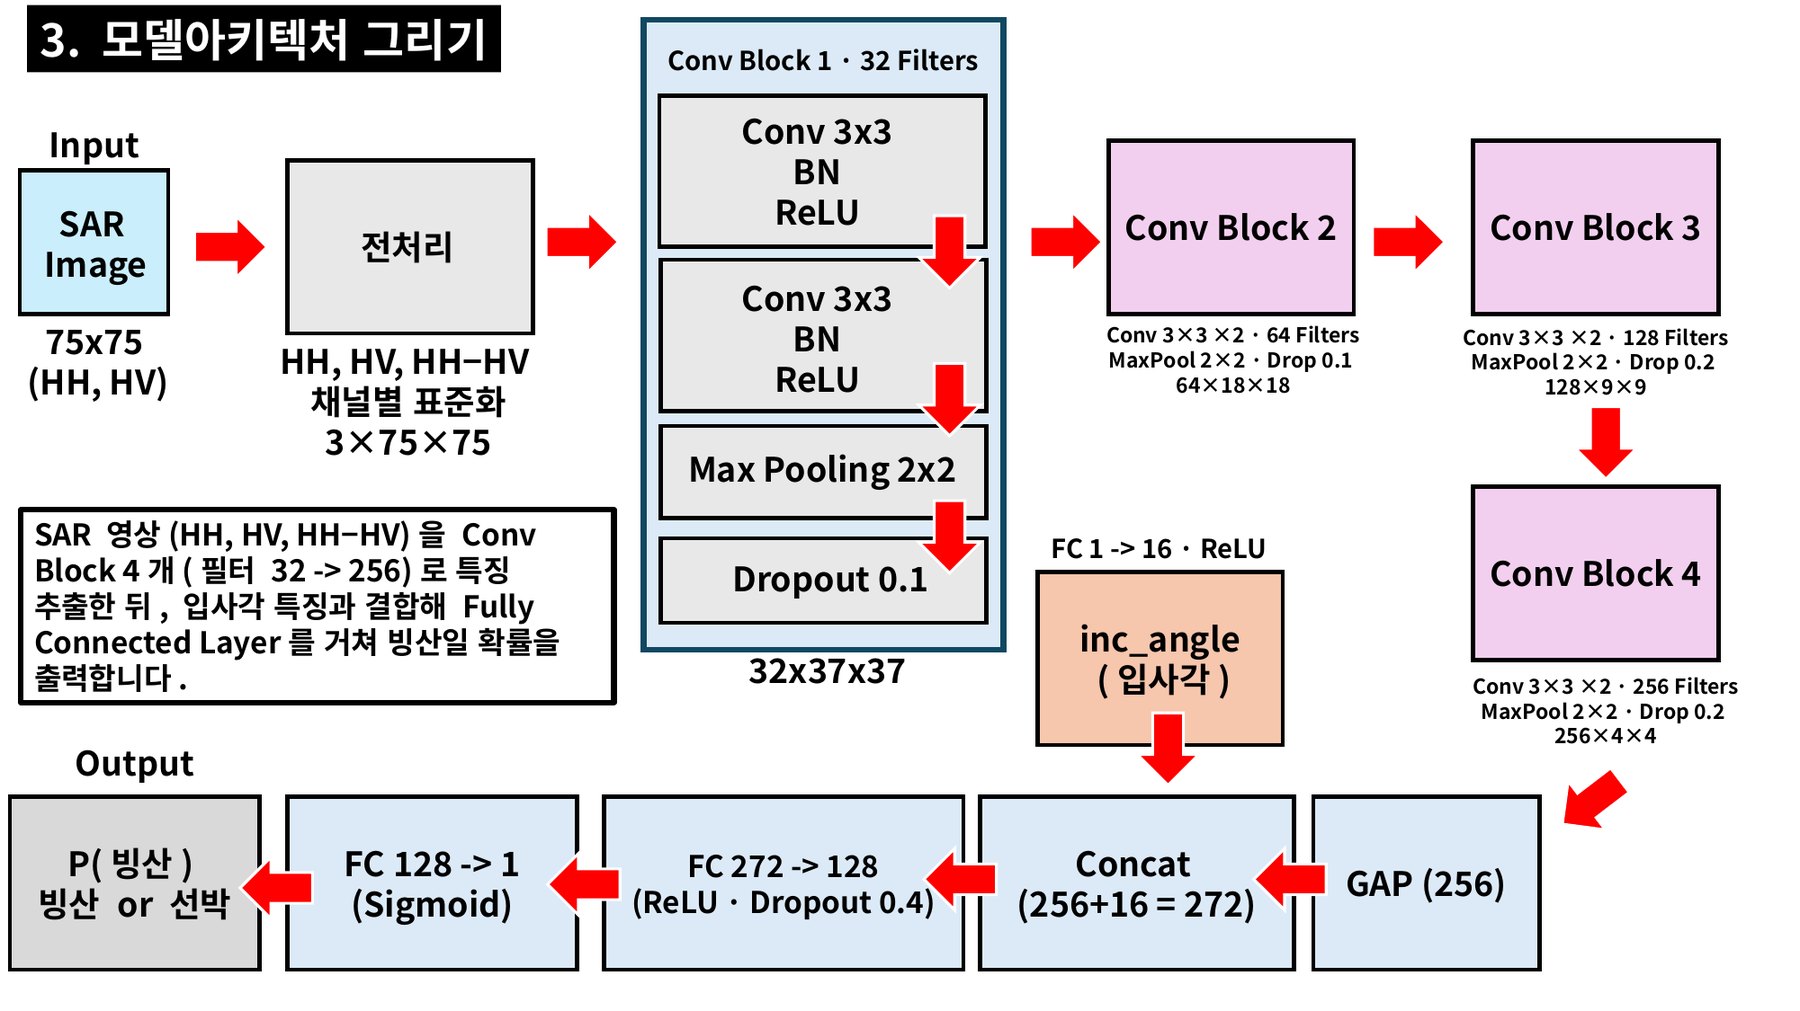 3. 모델아키텍처 그리기
Input
SAR
Image
75x75
(HH, HV)
전처리
HH, HV, HH−HV
채널별 표준화
3×75×75
Conv Block 1 · 32 Filters
Conv 3x3
BN
ReLU
Conv 3x3
BN
ReLU
Max Pooling 2x2
Dropout 0.1
32x37x37
Conv Block 2
Conv 3×3 ×2 · 64 Filters
MaxPool 2×2 · Drop 0.1
64×18×18
Conv Block 3
Conv 3×3 ×2 · 128 Filters
MaxPool 2×2 · Drop 0.2
128×9×9
Conv Block 4
Conv 3×3 ×2 · 256 Filters
MaxPool 2×2 · Drop 0.2
256×4×4
SAR 영상 (HH, HV, HH−HV) 을 Conv
Block 4 개 ( 필터 32 -> 256) 로 특징
추출한 뒤 , 입사각 특징과 결합해 Fully
Connected Layer 를 거쳐 빙산일 확률을
출력합니다 .
FC 1 -> 16 · ReLU
inc_angle
( 입사각 )
GAP (256)
Concat
(256+16 = 272)
FC 272 -> 128
(ReLU · Dropout 0.4)
FC 128 -> 1
(Sigmoid)
Output
P( 빙산 )
빙산 or 선박